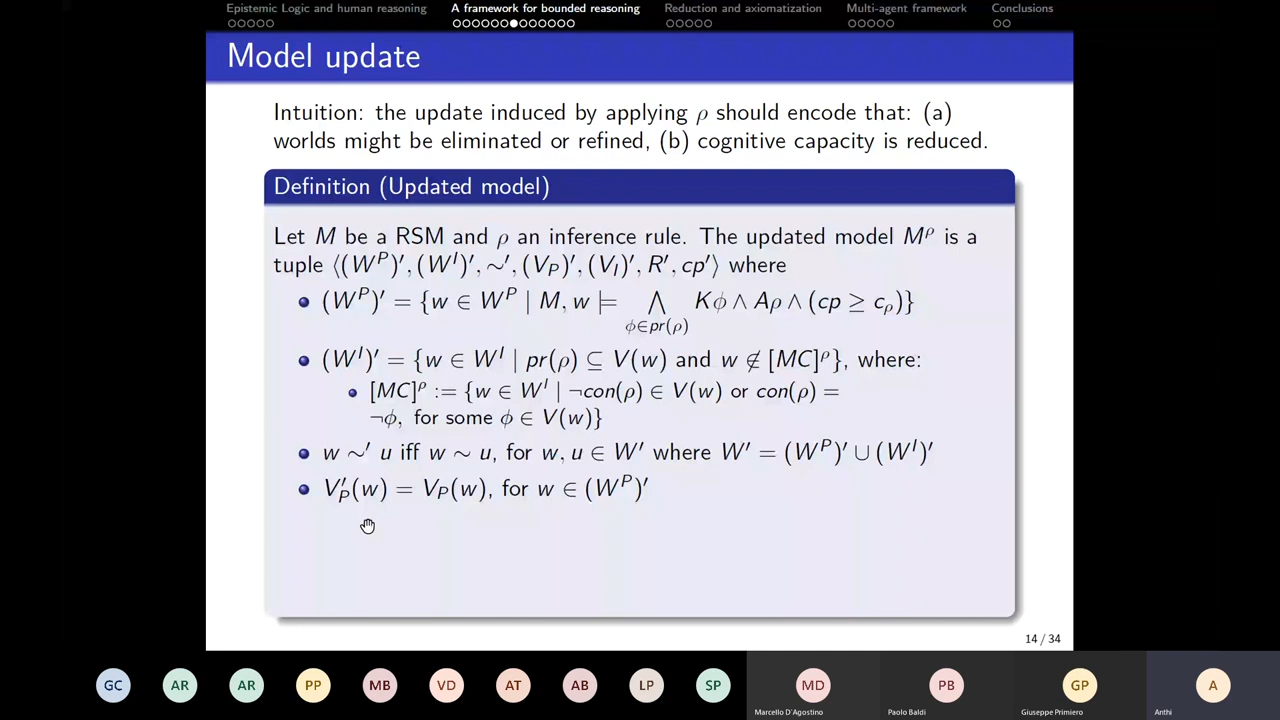 Epistemic Logic and human reasoning A framework for bounded reasoning Reduction and axiomatization Multi-agent framework Conclusions
Model update
Intuition: the update induced by applying ρ should encode that: (a)
worlds might be eliminated or refined, (b) cognitive capacity is reduced.
Definition (Updated model)
Let M be a RSM and ρ an inference rule. The updated model M^ρ is a
tuple ⟨(W^P)′, (W^I)′, ∼′, (V_P)′, (V_I)′, R′, cp′⟩ where
(W^P)′ = {w ∈ W^P | M, w ⊨ ⋀_{ϕ∈pr(ρ)} Kϕ ∧ Aρ ∧ (cp ≥ c_ρ)}
(W^I)′ = {w ∈ W^I | pr(ρ) ⊆ V(w) and w ∉ [MC]^ρ}, where:
[MC]^ρ := {w ∈ W^I | ¬con(ρ) ∈ V(w) or con(ρ) =
¬ϕ, for some ϕ ∈ V(w)}
w ∼′ u iff w ∼ u, for w, u ∈ W′ where W′ = (W^P)′ ∪ (W^I)′
V′_P(w) = V_P(w), for w ∈ (W^P)′
14 / 34
GC AR AR PP MB VD AT AB LP SP MD PB GP A
Marcello D'Agostino Paolo Baldi Giuseppe Primiero Anthi